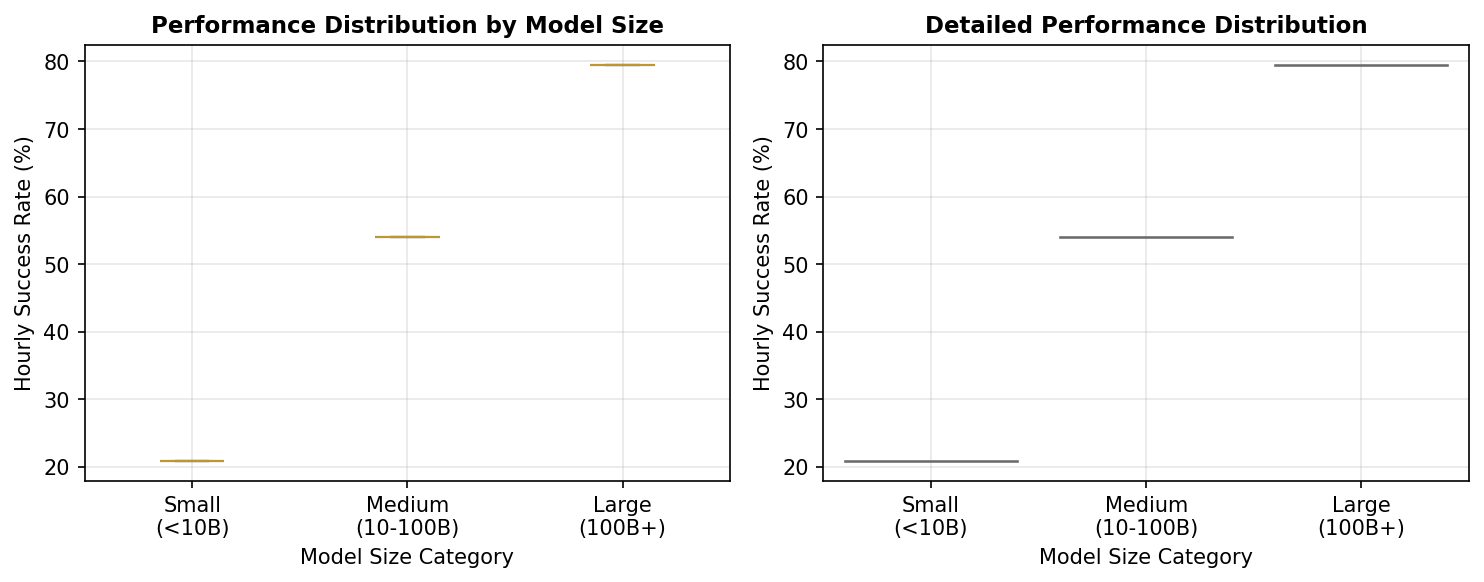 Performance Distribution by Model Size
Hourly Success Rate (%)
80
70
60
50
40
30
20
Small
(<10B)
Medium
(10-100B)
Large
(100B+)
Model Size Category
Detailed Performance Distribution
Hourly Success Rate (%)
80
70
60
50
40
30
20
Small
(<10B)
Medium
(10-100B)
Large
(100B+)
Model Size Category